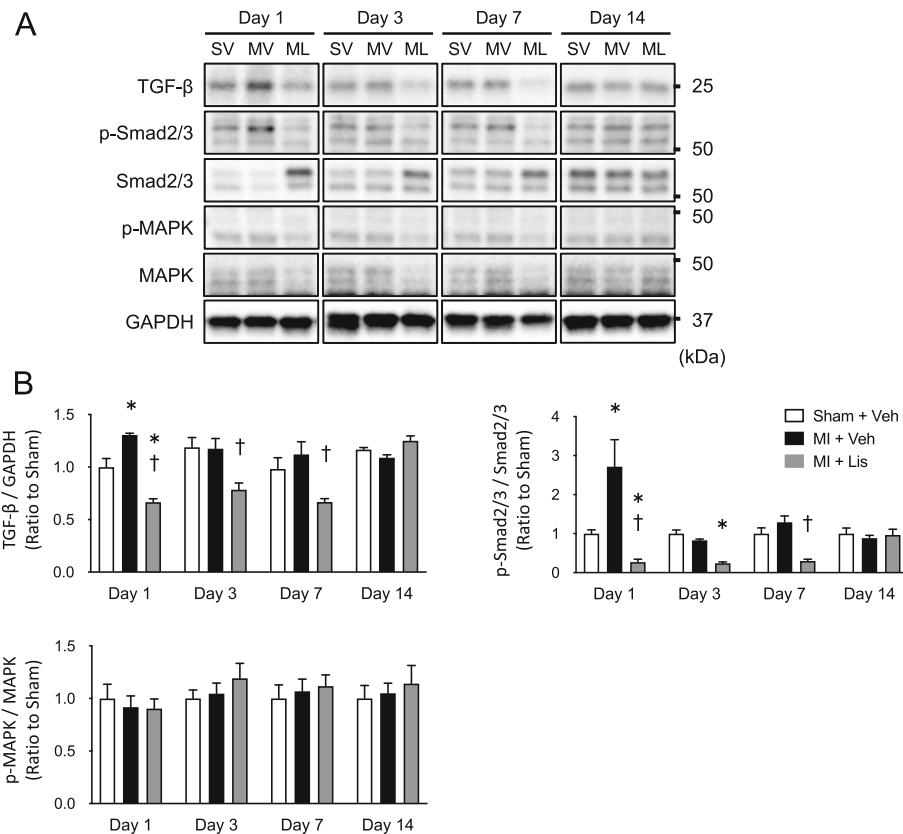 A
Day 1 Day 3 Day 7 Day 14
SV MV ML SV MV ML SV MV ML SV MV ML
TGF-β 25
p-Smad2/3 50
Smad2/3 50
p-MAPK 50
MAPK 50
GAPDH 37
(kDa)
B
TGF-β / GAPDH
(Ratio to Sham)
1.5
1.0
0.5
0.0
* * † † †
Day 1 Day 3 Day 7 Day 14
p-Smad2/3 / Smad2/3
(Ratio to Sham)
4
3
2
1
0
* * † * †
Day 1 Day 3 Day 7 Day 14
Sham + Veh
MI + Veh
MI + Lis
p-MAPK / MAPK
(Ratio to Sham)
1.5
1.0
0.5
0.0
Day 1 Day 3 Day 7 Day 14